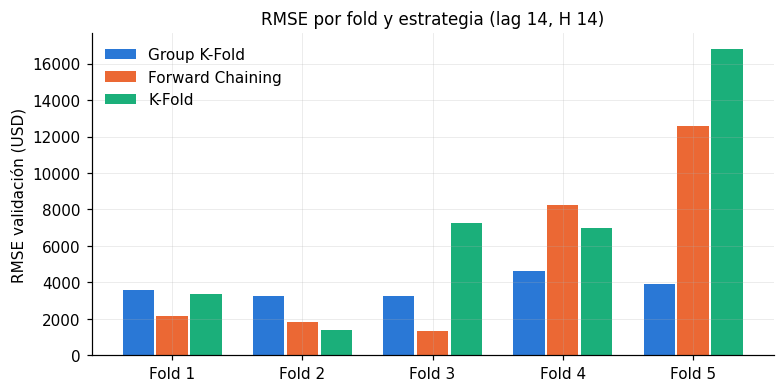 RMSE por fold y estrategia (lag 14, H 14)
Group K-Fold
Forward Chaining
K-Fold
RMSE validación (USD)
16000
14000
12000
10000
8000
6000
4000
2000
0
Fold 1
Fold 2
Fold 3
Fold 4
Fold 5